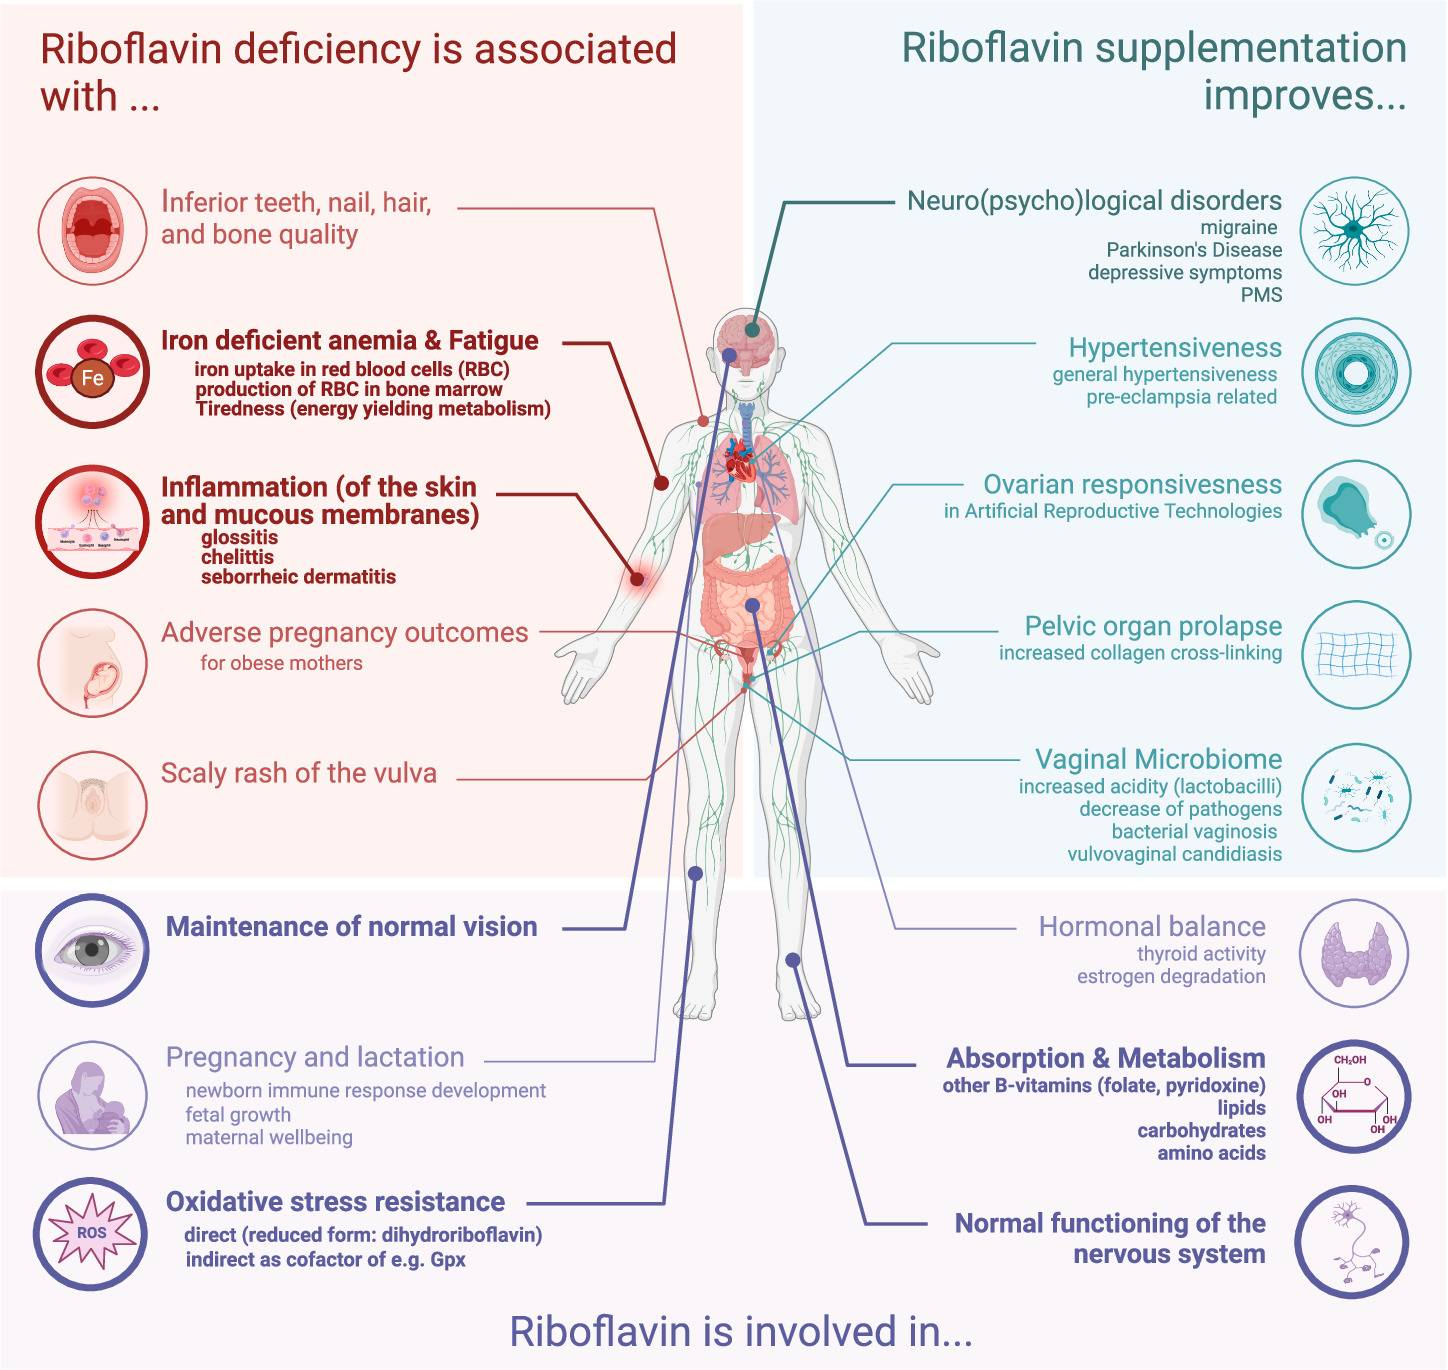 Riboflavin deficiency is associated
with ...
Inferior teeth, nail, hair,
and bone quality
Fe
Iron deficient anemia & Fatigue
iron uptake in red blood cells (RBC)
production of RBC in bone marrow
Tiredness (energy yielding metabolism)
Inflammation (of the skin
and mucous membranes)
glossitis
chelittis
seborrheic dermatitis
Adverse pregnancy outcomes
for obese mothers
Scaly rash of the vulva
Riboflavin supplementation
improves...
Neuro(psycho)logical disorders
migraine
Parkinson's Disease
depressive symptoms
PMS
Hypertensiveness
general hypertensiveness
pre-eclampsia related
Ovarian responsivesness
in Artificial Reproductive Technologies
Pelvic organ prolapse
increased collagen cross-linking
Vaginal Microbiome
increased acidity (lactobacilli)
decrease of pathogens
bacterial vaginosis
vulvovaginal candidiasis
Maintenance of normal vision
Pregnancy and lactation
newborn immune response development
fetal growth
maternal wellbeing
ROS
Oxidative stress resistance
direct (reduced form: dihydroriboflavin)
indirect as cofactor of e.g. Gpx
Hormonal balance
thyroid activity
estrogen degradation
Absorption & Metabolism
other B-vitamins (folate, pyridoxine)
lipids
carbohydrates
amino acids
CH₂OH
O
OH
OH
OH
OH
Normal functioning of the
nervous system
Riboflavin is involved in...